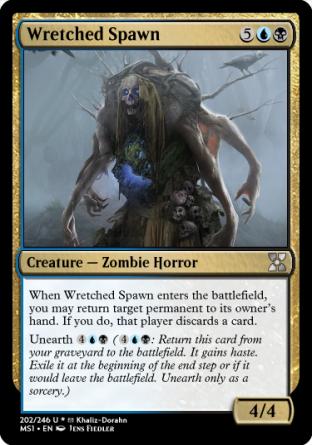 Wretched Spawn 5
Creature — Zombie Horror
When Wretched Spawn enters the battlefield,
you may return target permanent to its owner's
hand. If you do, that player discards a card.
Unearth 4 ( 4 : Return this card from
your graveyard to the battlefield. It gains haste.
Exile it at the beginning of the end step or if it
would leave the battlefield. Unearth only as a
sorcery.)
4/4
202/246 U * Khaliz-Dorahn
MS1 • EN Jens Fiedler